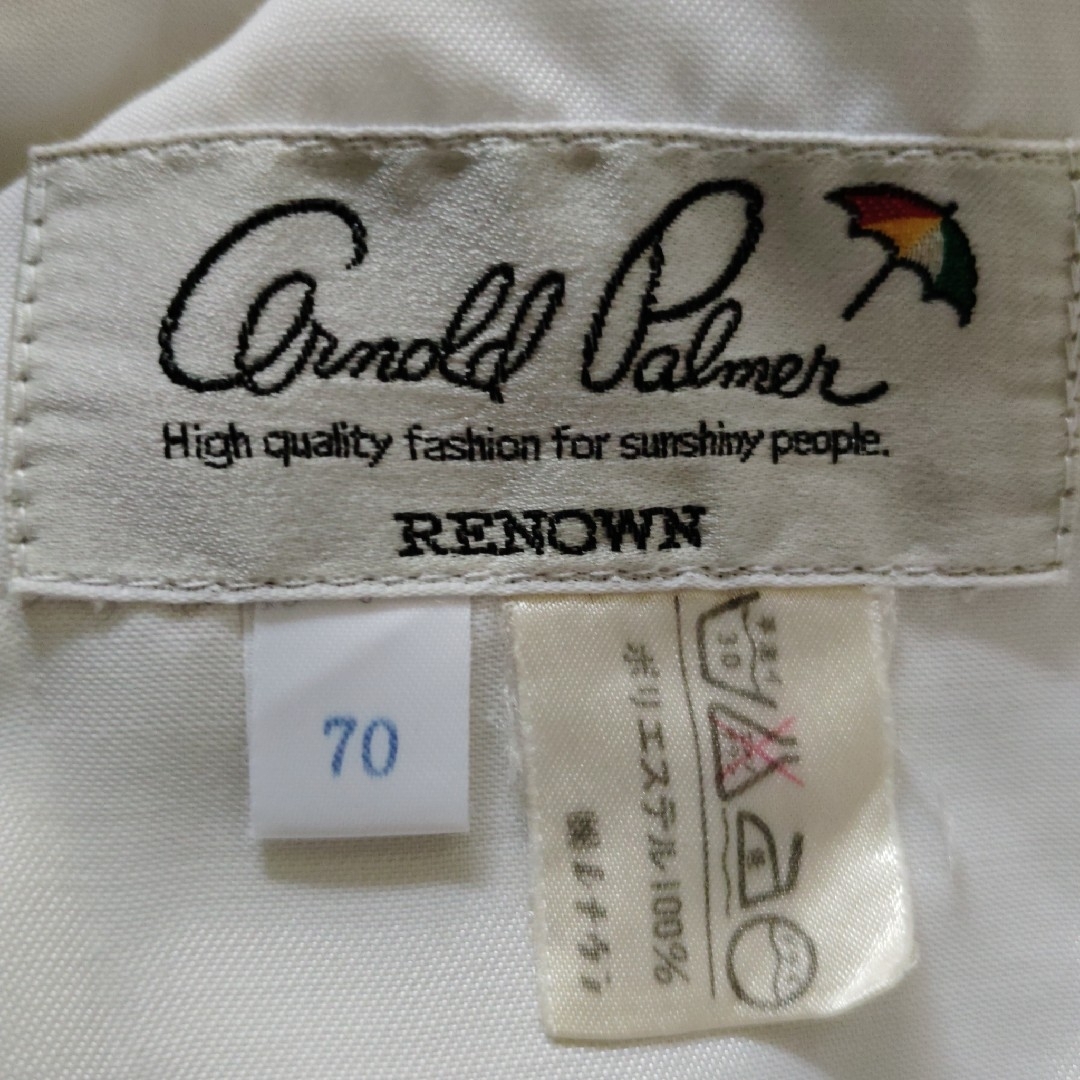 Arnold Palmer
High quality fashion for sunshiny people.
RENOWN
70
30
ポリエステル100%